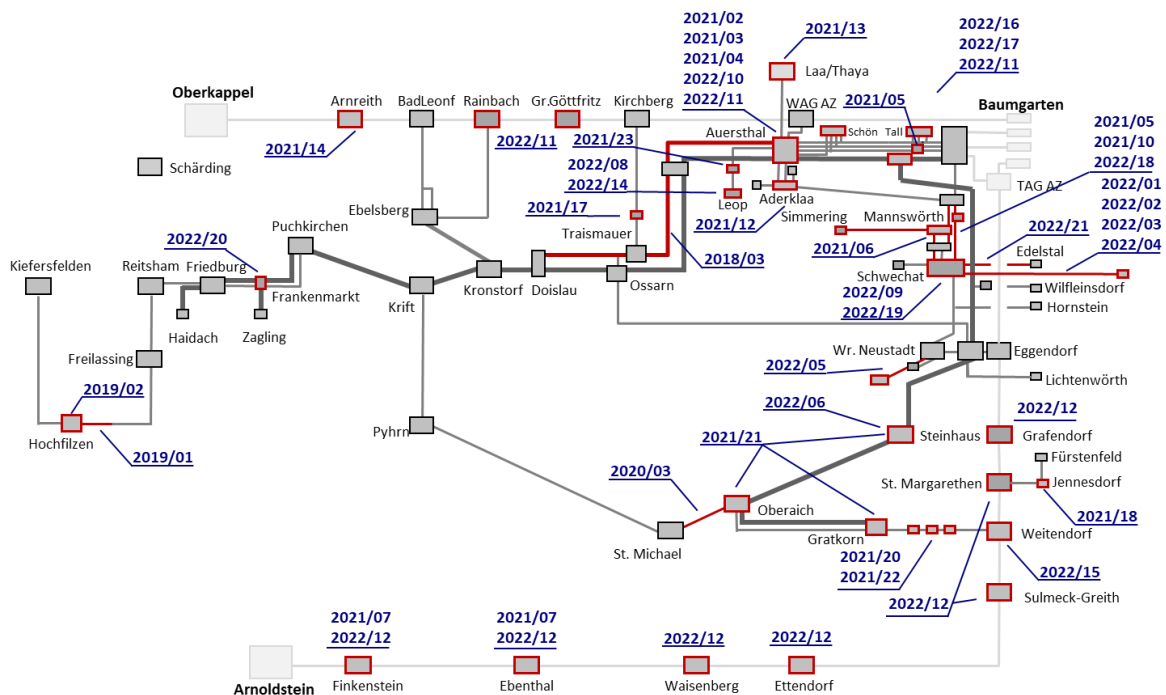 2021/02
2021/03
2021/04
2022/10
2022/11
2021/13
2022/16
2022/17
2022/11
Oberkappel
Arnreith
BadLeonf
Rainbach
Gr.Göttfritz
Kirchberg
Laa/Thaya
WAG AZ
2021/05
Baumgarten
Auersthal
Schön
Tall
2021/05
2021/10
2022/18
2021/14
2022/11
2021/23
2022/08
2022/14
Schärding
Leop
Aderklaa
TAG AZ
2022/01
2022/02
2022/03
2022/04
2021/17
2021/12
Simmering
Mannswörth
Ebelsberg
Puchkirchen
Traismauer
2021/06
2022/21
Edelstal
2022/20
2018/03
Kiefersfelden
Reitsham
Friedburg
Frankenmarkt
Krift
Kronstorf
Doislau
Ossarn
Schwechat
Wilfleinsdorf
2022/09
2022/19
Hornstein
Haidach
Zagling
Freilassing
Wr. Neustadt
Eggendorf
2022/05
Lichtenwörth
2019/02
2022/06
2022/12
Hochfilzen
2019/01
Pyhrn
2021/21
Steinhaus
Grafendorf
Fürstenfeld
2020/03
St. Margarethen
Jennesdorf
Oberaich
2021/18
St. Michael
Gratkorn
Weitendorf
2021/20
2021/22
2022/15
2022/12
Sulmeck-Greith
2021/07
2022/12
2021/07
2022/12
2022/12
2022/12
Arnoldstein
Finkenstein
Ebenthal
Waisenberg
Ettendorf